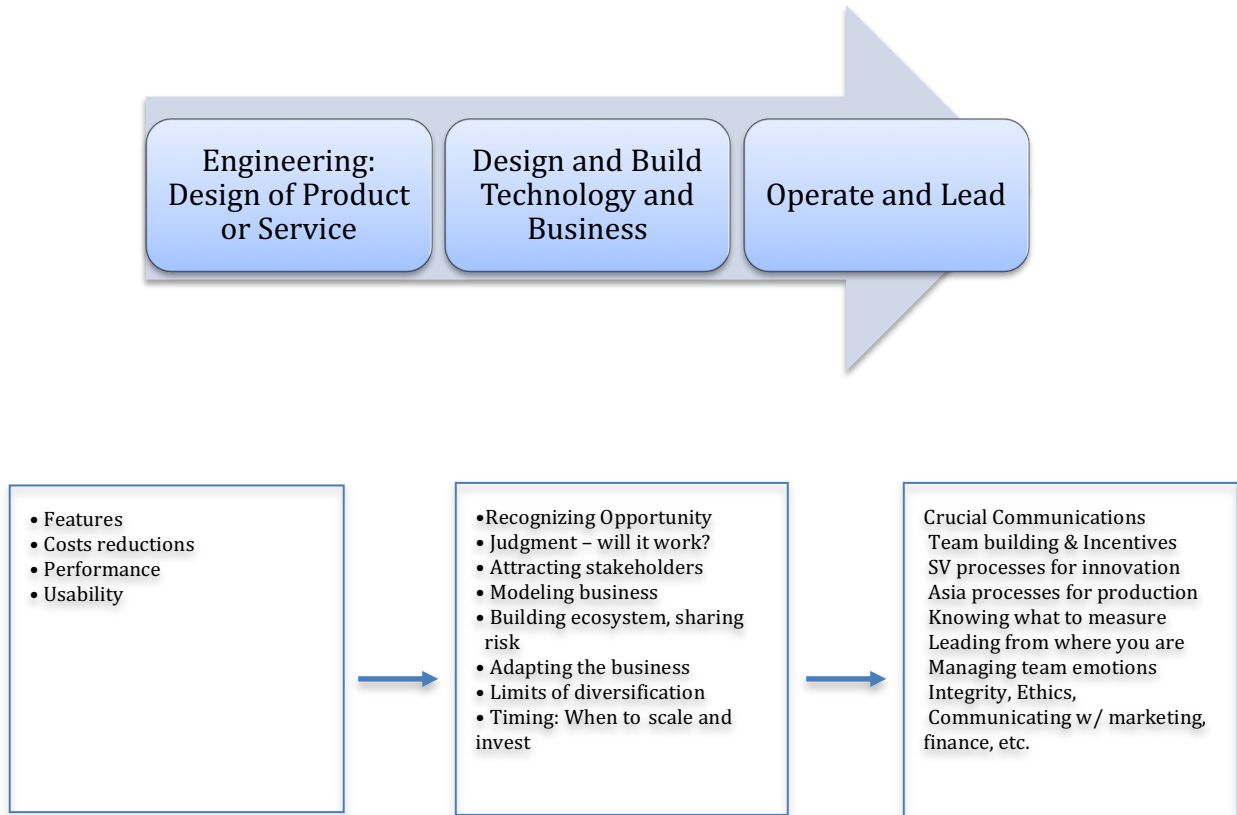 Engineering:
Design of Product
or Service
Design and Build
Technology and
Business
Operate and Lead
• Features
• Costs reductions
• Performance
• Usability
•Recognizing Opportunity
• Judgment – will it work?
• Attracting stakeholders
• Modeling business
• Building ecosystem, sharing
risk
• Adapting the business
• Limits of diversification
• Timing: When to scale and
invest
Crucial Communications
Team building & Incentives
SV processes for innovation
Asia processes for production
Knowing what to measure
Leading from where you are
Managing team emotions
Integrity, Ethics,
Communicating w/ marketing,
finance, etc.